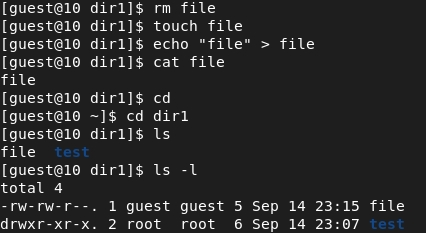 [guest@10 dir1]$ rm file
[guest@10 dir1]$ touch file
[guest@10 dir1]$ echo "file" > file
[guest@10 dir1]$ cat file
file
[guest@10 dir1]$ cd
[guest@10 ~]$ cd dir1
[guest@10 dir1]$ ls
file  test
[guest@10 dir1]$ ls -l
total 4
-rw-rw-r--. 1 guest guest 5 Sep 14 23:15 file
drwxr-xr-x. 2 root  root  6 Sep 14 23:07 test